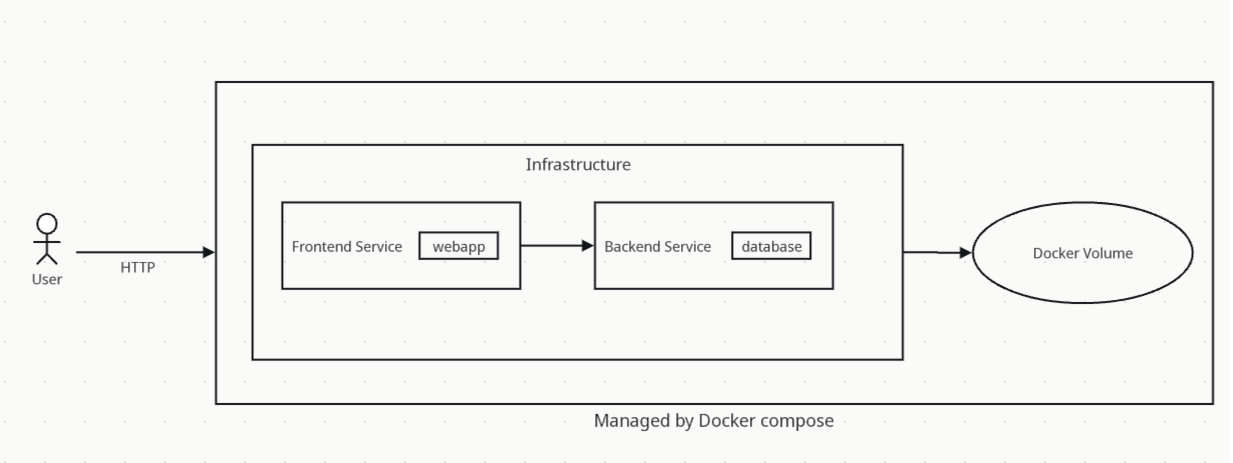 Infrastructure
Frontend Service
webapp
Backend Service
database
Docker Volume
HTTP
User
Managed by Docker compose